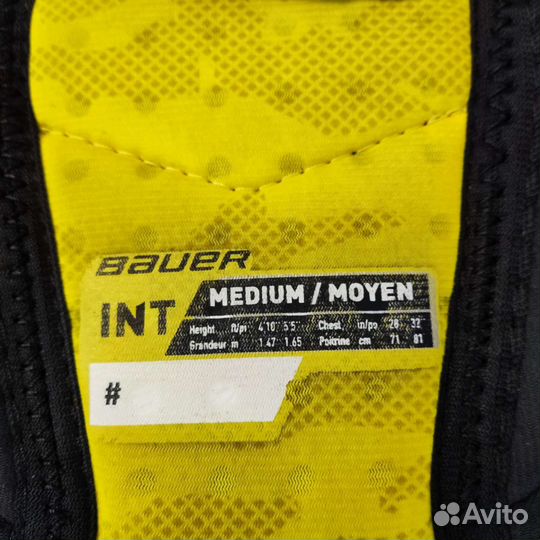 BAUER
INT MEDIUM / MOYEN
Height ft/pi 4'10" 5'5" Chest in/po 28 32
Grandeur m 1.47 1.65 Poitrine cm 71 81
#
Avito